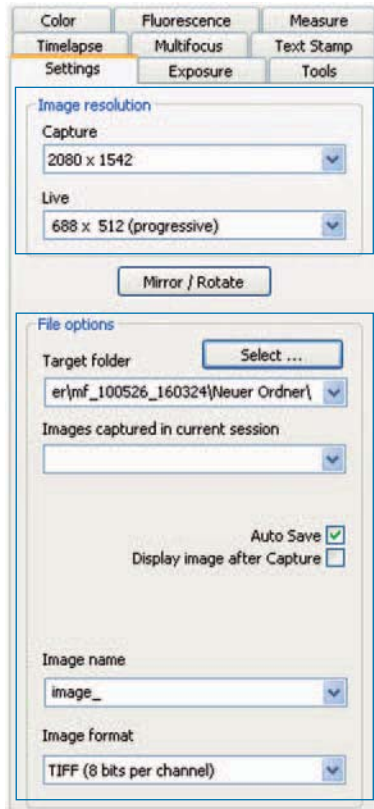 Color Fluorescence Measure
Timelapse Multifocus Text Stamp
Settings Exposure Tools
Image resolution
Capture
2080 x 1542
Live
688 x 512 (progressive)
Mirror / Rotate
File options
Target folder Select ...
er\mf_100526_160324\Neuer Ordner\
Images captured in current session
Auto Save
Display image after Capture
Image name
image_
Image format
TIFF (8 bits per channel)